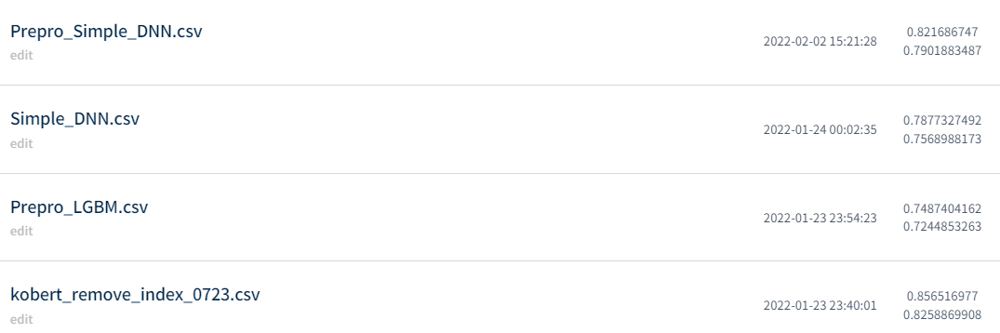 Prepro_Simple_DNN.csv
edit
2022-02-02 15:21:28
0.821686747
0.7901883487
Simple_DNN.csv
edit
2022-01-24 00:02:35
0.7877327492
0.7568988173
Prepro_LGBM.csv
edit
2022-01-23 23:54:23
0.7487404162
0.7244853263
kobert_remove_index_0723.csv
edit
2022-01-23 23:40:01
0.856516977
0.8258869908